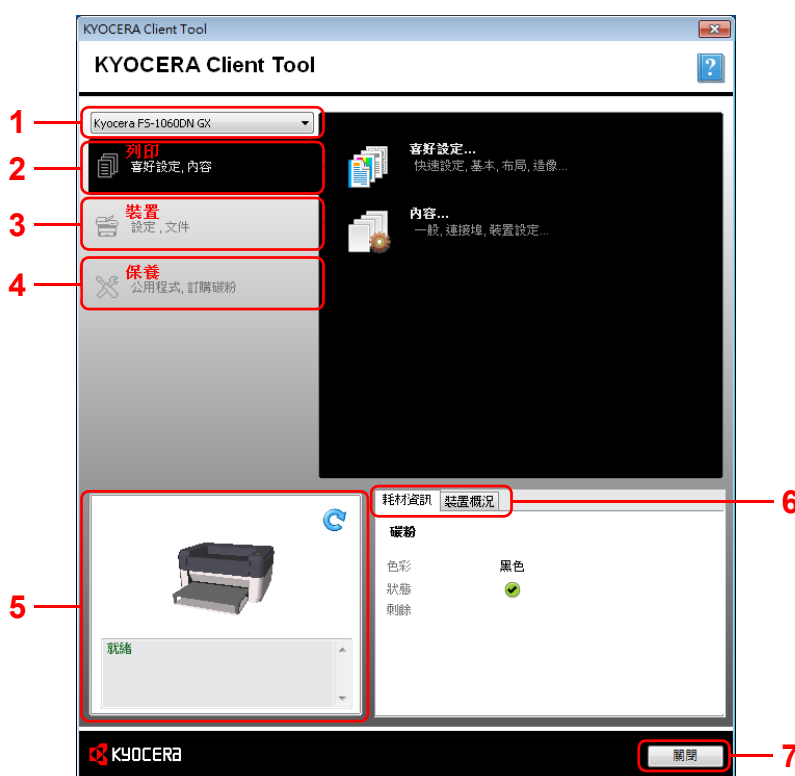 KYOCERA Client Tool
KYOCERA Client Tool
?
1
Kyocera FS-1060DN GX
2
列印
喜好設定, 內容
喜好設定...
快速設定, 基本, 布局, 造像...
3
裝置
設定 , 文件
內容...
一般, 連接埠, 裝置設定...
4
保養
公用程式, 訂購碳粉
5
就緒
耗材資訊
裝置概況
6
碳粉
色彩 黑色
狀態
剩餘
KYOCERA
關閉
7